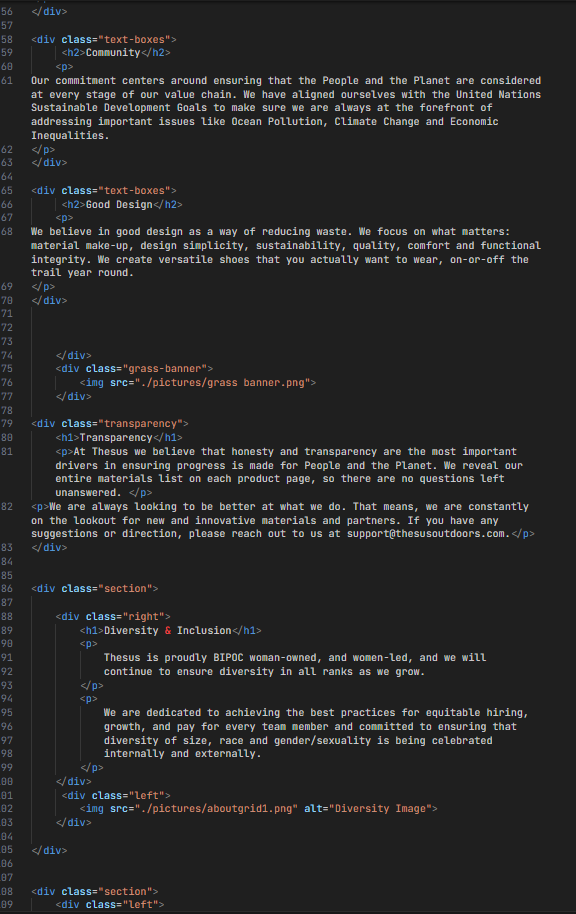 56 </div>
57
58 <div class="text-boxes">
59 <h2>Community</h2>
60 <p>
61 Our commitment centers around ensuring that the People and the Planet are considered
at every stage of our value chain. We have aligned ourselves with the United Nations
Sustainable Development Goals to make sure we are always at the forefront of
addressing important issues like Ocean Pollution, Climate Change and Economic
Inequalities.
62 </p>
63 </div>
64
65 <div class="text-boxes">
66 <h2>Good Design</h2>
67 <p>
68 We believe in good design as a way of reducing waste. We focus on what matters:
material make-up, design simplicity, sustainability, quality, comfort and functional
integrity. We create versatile shoes that you actually want to wear, on-or-off the
trail year round.
69 </p>
70 </div>
71
72
73
74 </div>
75 <div class="grass-banner">
76 <img src="./pictures/grass banner.png">
77 </div>
78
79 <div class="transparency">
80 <h1>Transparency</h1>
81 <p>At Thesus we believe that honesty and transparency are the most important
drivers in ensuring progress is made for People and the Planet. We reveal our
entire materials list on each product page, so there are no questions left
unanswered. </p>
82 <p>We are always looking to be better at what we do. That means, we are constantly
on the lookout for new and innovative materials and partners. If you have any
suggestions or direction, please reach out to us at support@thesusoutdoors.com.</p>
83 </div>
84
85
86 <div class="section">
87
88 <div class="right">
89 <h1>Diversity & Inclusion</h1>
90 <p>
91 Thesus is proudly BIPOC woman-owned, and women-led, and we will
92 continue to ensure diversity in all ranks as we grow.
93 </p>
94 <p>
95 We are dedicated to achieving the best practices for equitable hiring,
96 growth, and pay for every team member and committed to ensuring that
97 diversity of size, race and gender/sexuality is being celebrated
98 internally and externally.
99 </p>
00 </div>
01 <div class="left">
02 <img src="./pictures/aboutgrid1.png" alt="Diversity Image">
03 </div>
04
05 </div>
06
07
08 <div class="section">
09 <div class="left">